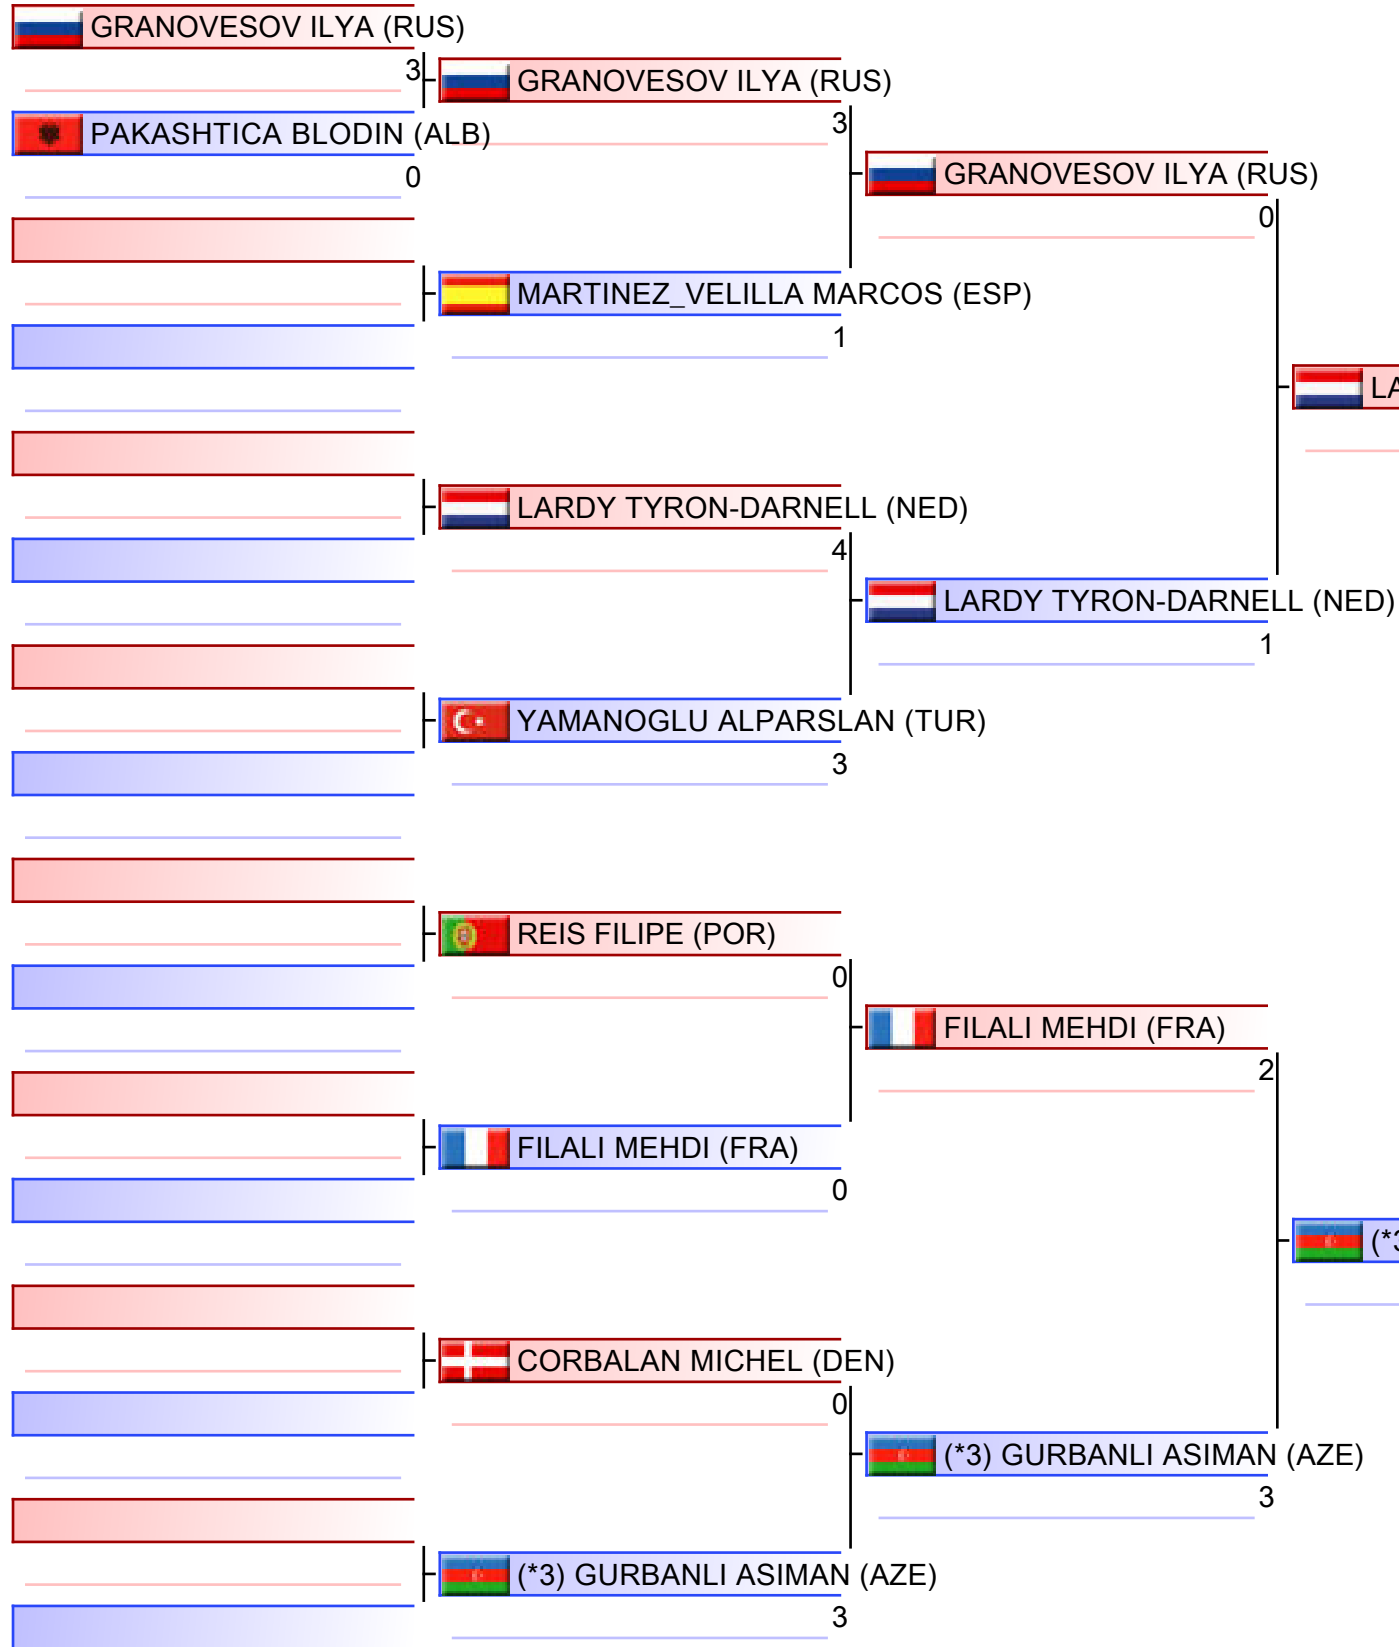 GRANOVESOV ILYA (RUS)
3
PAKASHTICA BLODIN (ALB)
0
GRANOVESOV ILYA (RUS)
3
MARTINEZ_VELILLA MARCOS (ESP)
1
LARDY TYRON-DARNELL (NED)
4
YAMANOGLU ALPARSLAN (TUR)
3
REIS FILIPE (POR)
0
FILALI MEHDI (FRA)
0
CORBALAN MICHEL (DEN)
0
(*3) GURBANLI ASIMAN (AZE)
3
GRANOVESOV ILYA (RUS)
0
LARDY TYRON-DARNELL (NED)
1
FILALI MEHDI (FRA)
2
(*3) GURBANLI ASIMAN (AZE)
3
LA
(*3